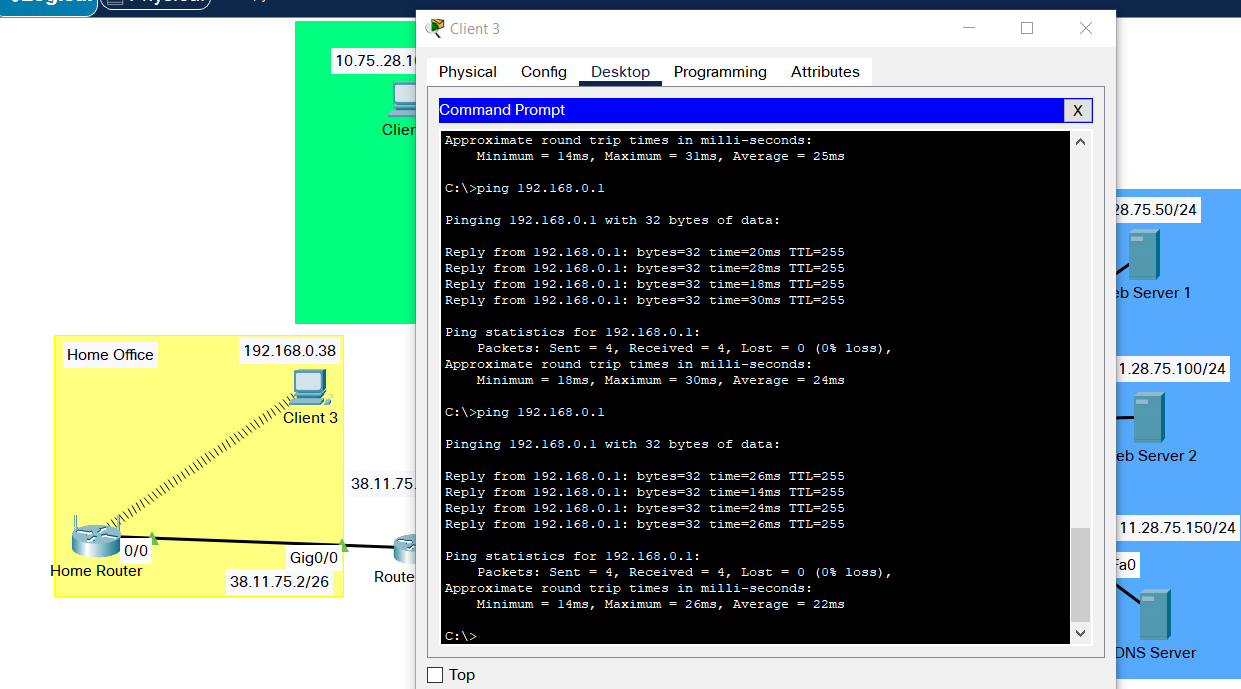 Logical
Physical
Client 3
Physical Config Desktop Programming Attributes
Command Prompt
X
Approximate round trip times in milli-seconds:
Minimum = 14ms, Maximum = 31ms, Average = 25ms
C:\>ping 192.168.0.1
Pinging 192.168.0.1 with 32 bytes of data:
Reply from 192.168.0.1: bytes=32 time=20ms TTL=255
Reply from 192.168.0.1: bytes=32 time=28ms TTL=255
Reply from 192.168.0.1: bytes=32 time=18ms TTL=255
Reply from 192.168.0.1: bytes=32 time=30ms TTL=255
Ping statistics for 192.168.0.1:
Packets: Sent = 4, Received = 4, Lost = 0 (0% loss),
Approximate round trip times in milli-seconds:
Minimum = 18ms, Maximum = 30ms, Average = 24ms
C:\>ping 192.168.0.1
Pinging 192.168.0.1 with 32 bytes of data:
Reply from 192.168.0.1: bytes=32 time=26ms TTL=255
Reply from 192.168.0.1: bytes=32 time=14ms TTL=255
Reply from 192.168.0.1: bytes=32 time=24ms TTL=255
Reply from 192.168.0.1: bytes=32 time=26ms TTL=255
Ping statistics for 192.168.0.1:
Packets: Sent = 4, Received = 4, Lost = 0 (0% loss),
Approximate round trip times in milli-seconds:
Minimum = 14ms, Maximum = 26ms, Average = 22ms
C:\>
Top
10.75..28.10
Clien
Home Office
192.168.0.38
Client 3
38.11.75.
0/0
Gig0/0
Home Router
38.11.75.2/26
Route
28.75.50/24
eb Server 1
1.28.75.100/24
eb Server 2
11.28.75.150/24
Fa0
DNS Server